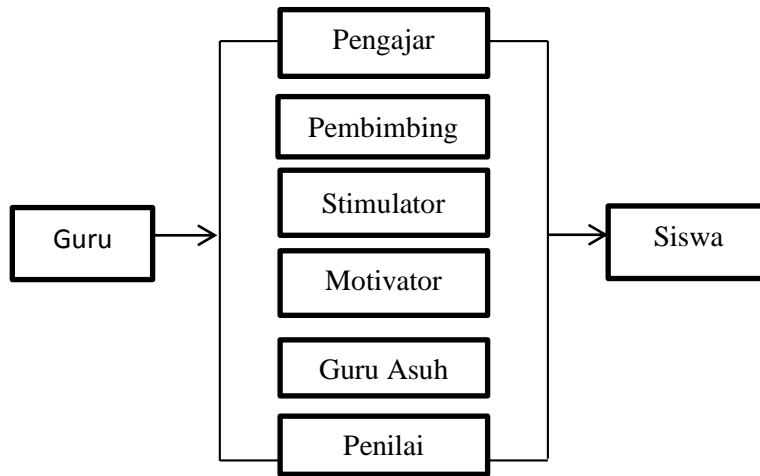 Pengajar
Pembimbing
Stimulator
Guru
Siswa
Motivator
Guru Asuh
Penilai